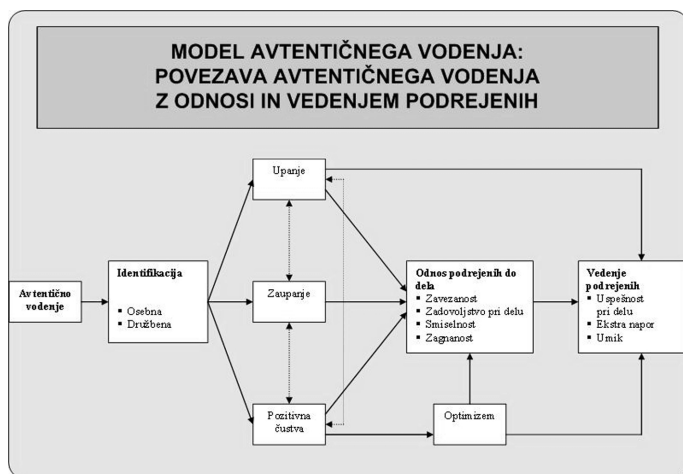 MODEL AVTENTIČNEGA VODENJA:
POVEZAVA AVTENTIČNEGA VODENJA
Z ODNOSI IN VEDENJEM PODREJENIH
Upanje
Identifikacija
▪ Osebna
▪ Družbena
Avtentično
vodenje
Zaupanje
Odnos podrejenih do
dela
▪ Zavezanost
▪ Zadovoljstvo pri delu
▪ Smiselnost
▪ Zagnanost
Vedenje
podrejenih
▪ Uspešnost
pri delu
▪ Ekstra napor
▪ Umik
Pozitivna
čustva
Optimizem